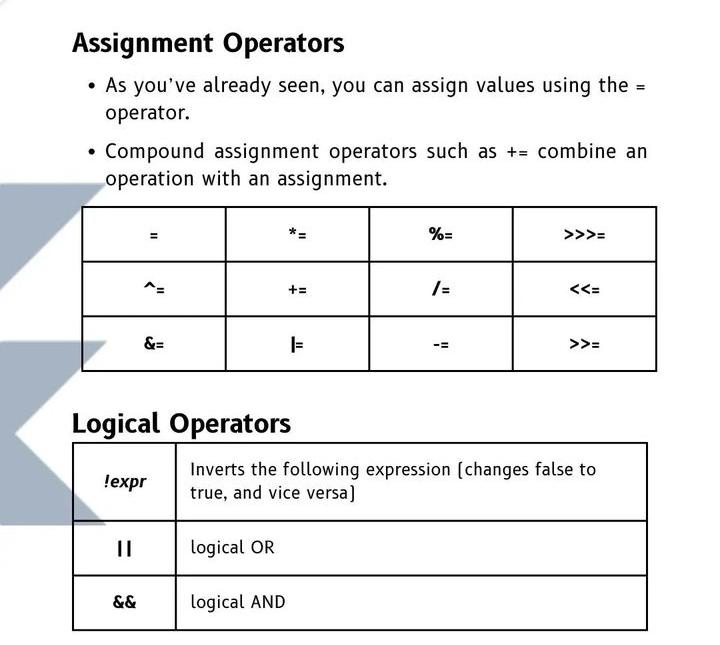 Assignment Operators
• As you've already seen, you can assign values using the =
operator.
• Compound assignment operators such as += combine an
operation with an assignment.
= *= %= >>>=
^= += /= <<=
&= |= -= >>=
Logical Operators
!expr Inverts the following expression (changes false to
true, and vice versa)
|| logical OR
&& logical AND